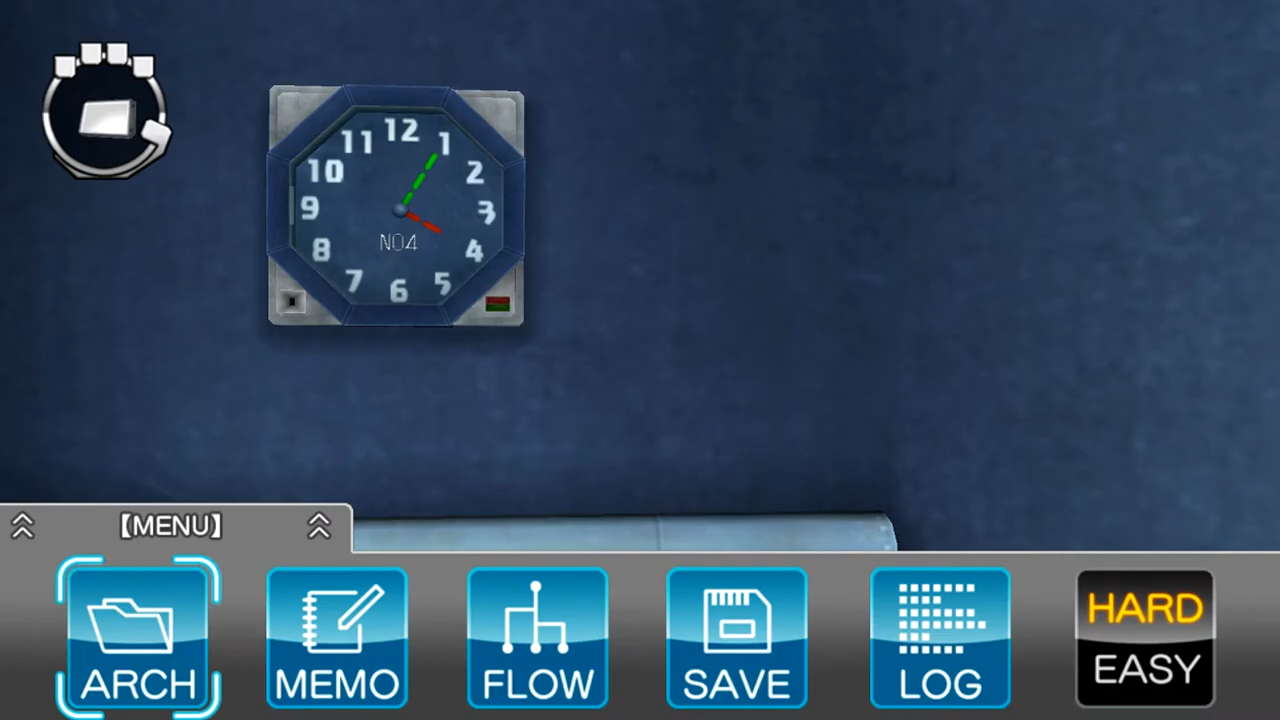 12
11 1
10 2
9 3
NO4
8 4
7 5
6
【MENU】
ARCH MEMO FLOW SAVE LOG HARD
EASY